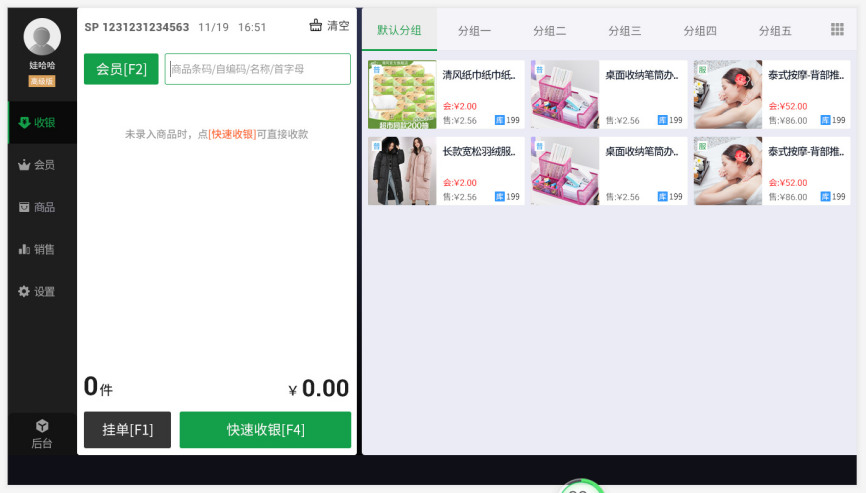 娃哈哈
高级版
收银
会员
商品
销售
设置
后台
SP 1231231234563 11/19 16:51 清空
会员[F2] 商品条码/自编码/名称/首字母
未录入商品时，点[快速收银]可直接收款
0件 ¥ 0.00
挂单[F1] 快速收银[F4]
默认分组 分组一 分组二 分组三 分组四 分组五
普 清风纸巾纸巾纸..
会:¥2.00
售:¥2.56 库 199
超市同款200抽
普 桌面收纳笔筒办..
售:¥2.56 库 199
服 泰式按摩-背部推..
会:¥52.00
售:¥86.00 库 199
普 长款宽松羽绒服..
会:¥2.00
售:¥2.56 库 199
普 桌面收纳笔筒办..
售:¥2.56 库 199
服 泰式按摩-背部推..
会:¥52.00
售:¥86.00 库 199